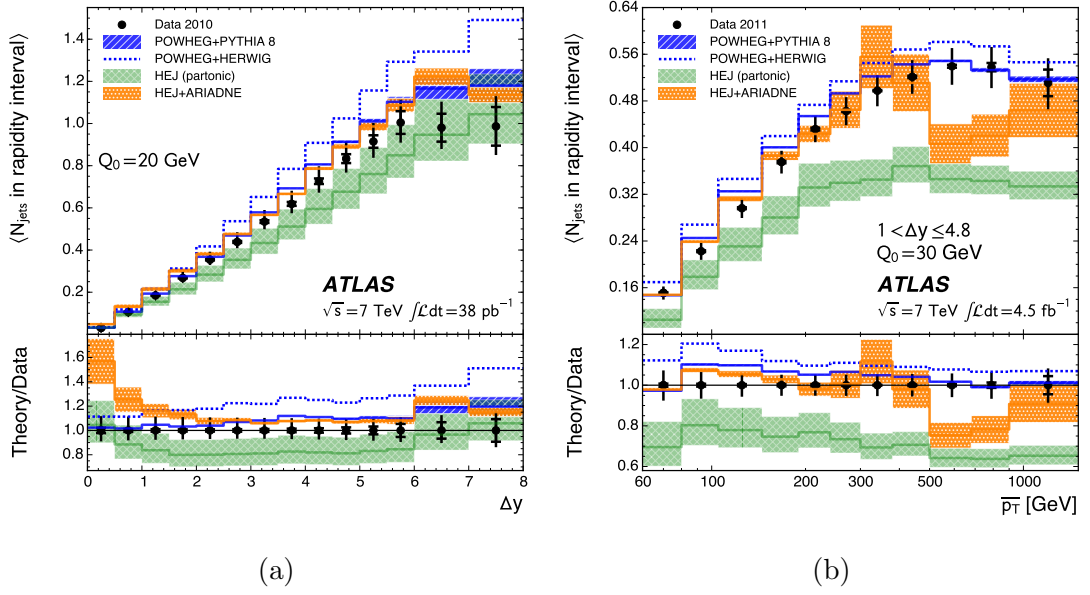 ⟨N_jets in rapidity interval⟩
1.4
1.2
1.0
0.8
0.6
0.4
0.2
Data 2010
POWHEG+PYTHIA 8
POWHEG+HERWIG
HEJ (partonic)
HEJ+ARIADNE
Q₀=20 GeV
ATLAS
√s=7 TeV ∫ℒdt=38 pb⁻¹
Theory/Data
1.6
1.4
1.2
1.0
0.8
0 1 2 3 4 5 6 7 8
Δy
(a)
⟨N_jets in rapidity interval⟩
0.64
0.56
0.48
0.40
0.32
0.24
0.16
Data 2011
POWHEG+PYTHIA 8
POWHEG+HERWIG
HEJ (partonic)
HEJ+ARIADNE
1 <Δy ≤4.8
Q₀=30 GeV
ATLAS
√s=7 TeV ∫ℒdt=4.5 fb⁻¹
Theory/Data
1.2
1.0
0.8
0.6
60 100 200 300 500 1000
p̅_T̅ [GeV]
(b)